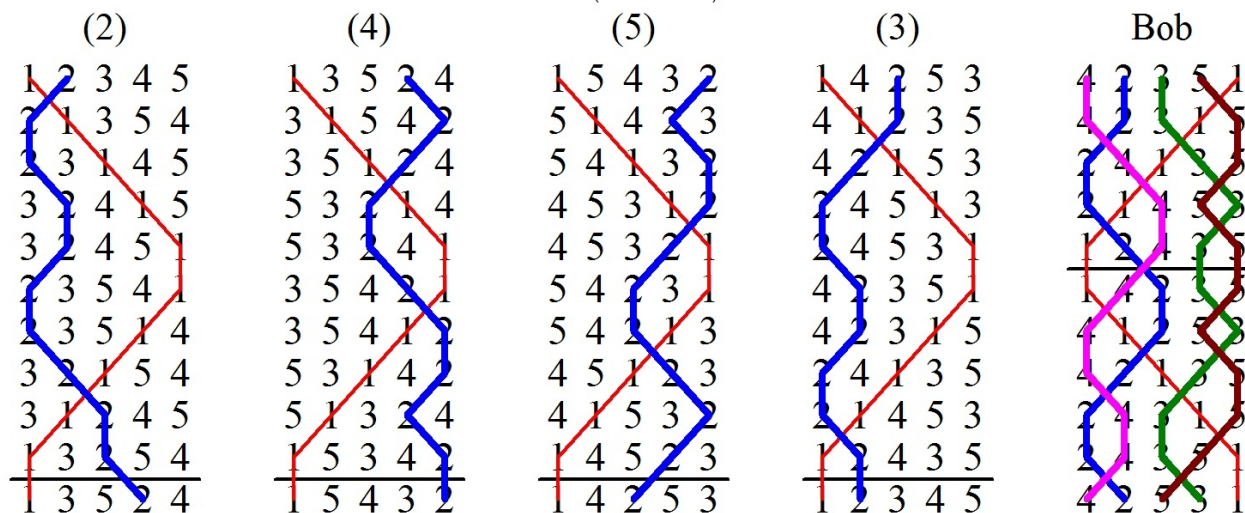 (2) (4) (5) (3) Bob
1 2 3 4 5 1 3 5 2 4 1 5 4 3 2 1 4 2 5 3 4 2 3 5 1
2 1 3 5 4 3 1 5 4 2 5 1 4 2 3 4 1 2 3 5 4 2 3 1 5
2 3 1 4 5 3 5 1 2 4 5 4 1 3 2 4 2 1 5 3 2 4 1 3 5
3 2 4 1 5 5 3 2 1 4 4 5 3 1 2 2 4 5 1 3 2 1 4 5 3
3 2 4 5 1 5 3 2 4 1 4 5 3 2 1 2 4 5 3 1 1 2 4 3 5
2 3 5 4 1 3 5 4 2 1 5 4 2 3 1 4 2 3 5 1 1 4 2 3 5
2 3 5 1 4 3 5 4 1 2 5 4 2 1 3 4 2 3 1 5 4 1 2 5 3
3 2 1 5 4 5 3 1 4 2 4 5 1 2 3 2 4 1 3 5 4 2 1 3 5
3 1 2 4 5 5 1 3 2 4 4 1 5 3 2 2 1 4 5 3 2 4 3 1 5
1 3 2 5 4 1 5 3 4 2 1 4 5 2 3 1 2 4 3 5 2 4 3 5 1
1 3 5 2 4 1 5 4 3 2 1 4 2 5 3 1 2 3 4 5 4 2 5 3 1